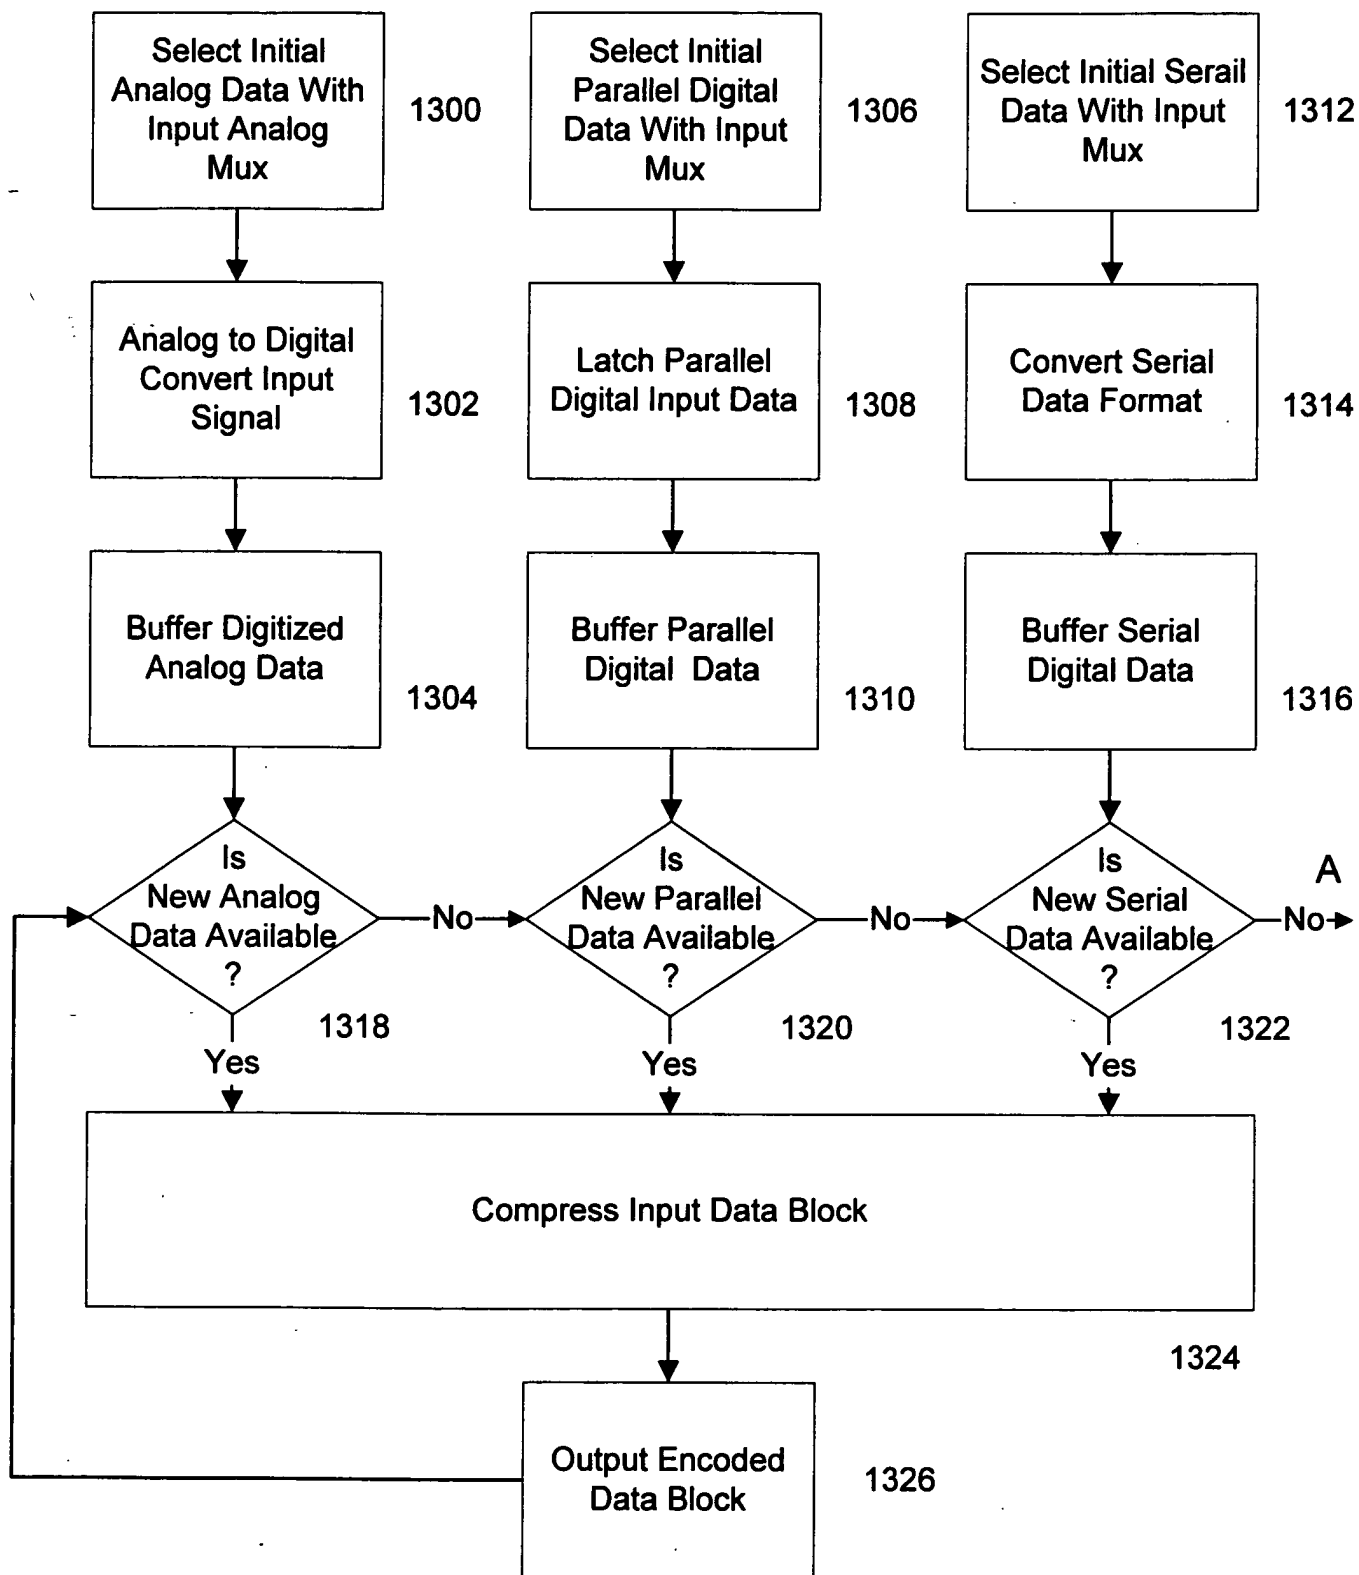 Select Initial
Analog Data With
Input Analog
Mux
1300
Select Initial
Parallel Digital
Data With Input
Mux
1306
Select Initial Serail
Data With Input
Mux
1312
Analog to Digital
Convert Input
Signal
1302
Latch Parallel
Digital Input Data
1308
Convert Serial
Data Format
1314
Buffer Digitized
Analog Data
1304
Buffer Parallel
Digital Data
1310
Buffer Serial
Digital Data
1316
Is
New Analog
Data Available
?
1318
No
Is
New Parallel
Data Available
?
1320
No
Is
New Serial
Data Available
?
1322
A
No
Yes
Yes
Yes
Compress Input Data Block
1324
Output Encoded
Data Block
1326